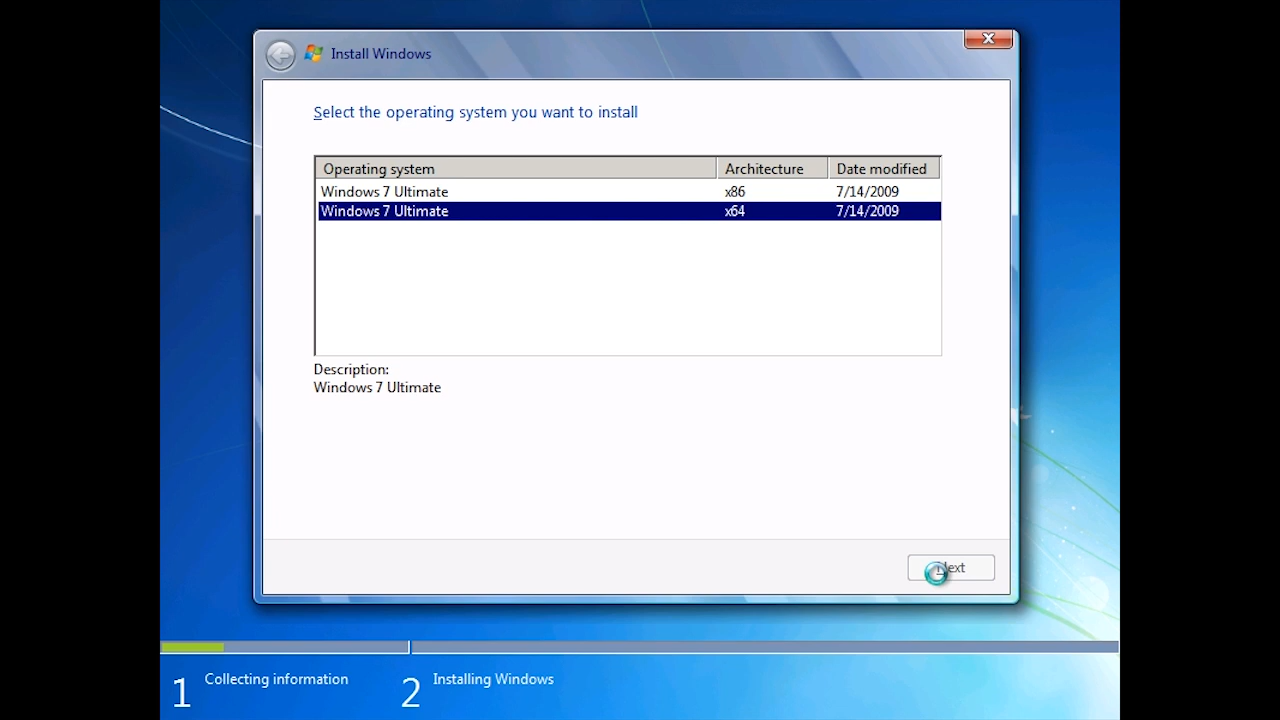 Install Windows
Select the operating system you want to install
Operating system Architecture Date modified
Windows 7 Ultimate x86 7/14/2009
Windows 7 Ultimate x64 7/14/2009
Description:
Windows 7 Ultimate
Next
1 Collecting information 2 Installing Windows